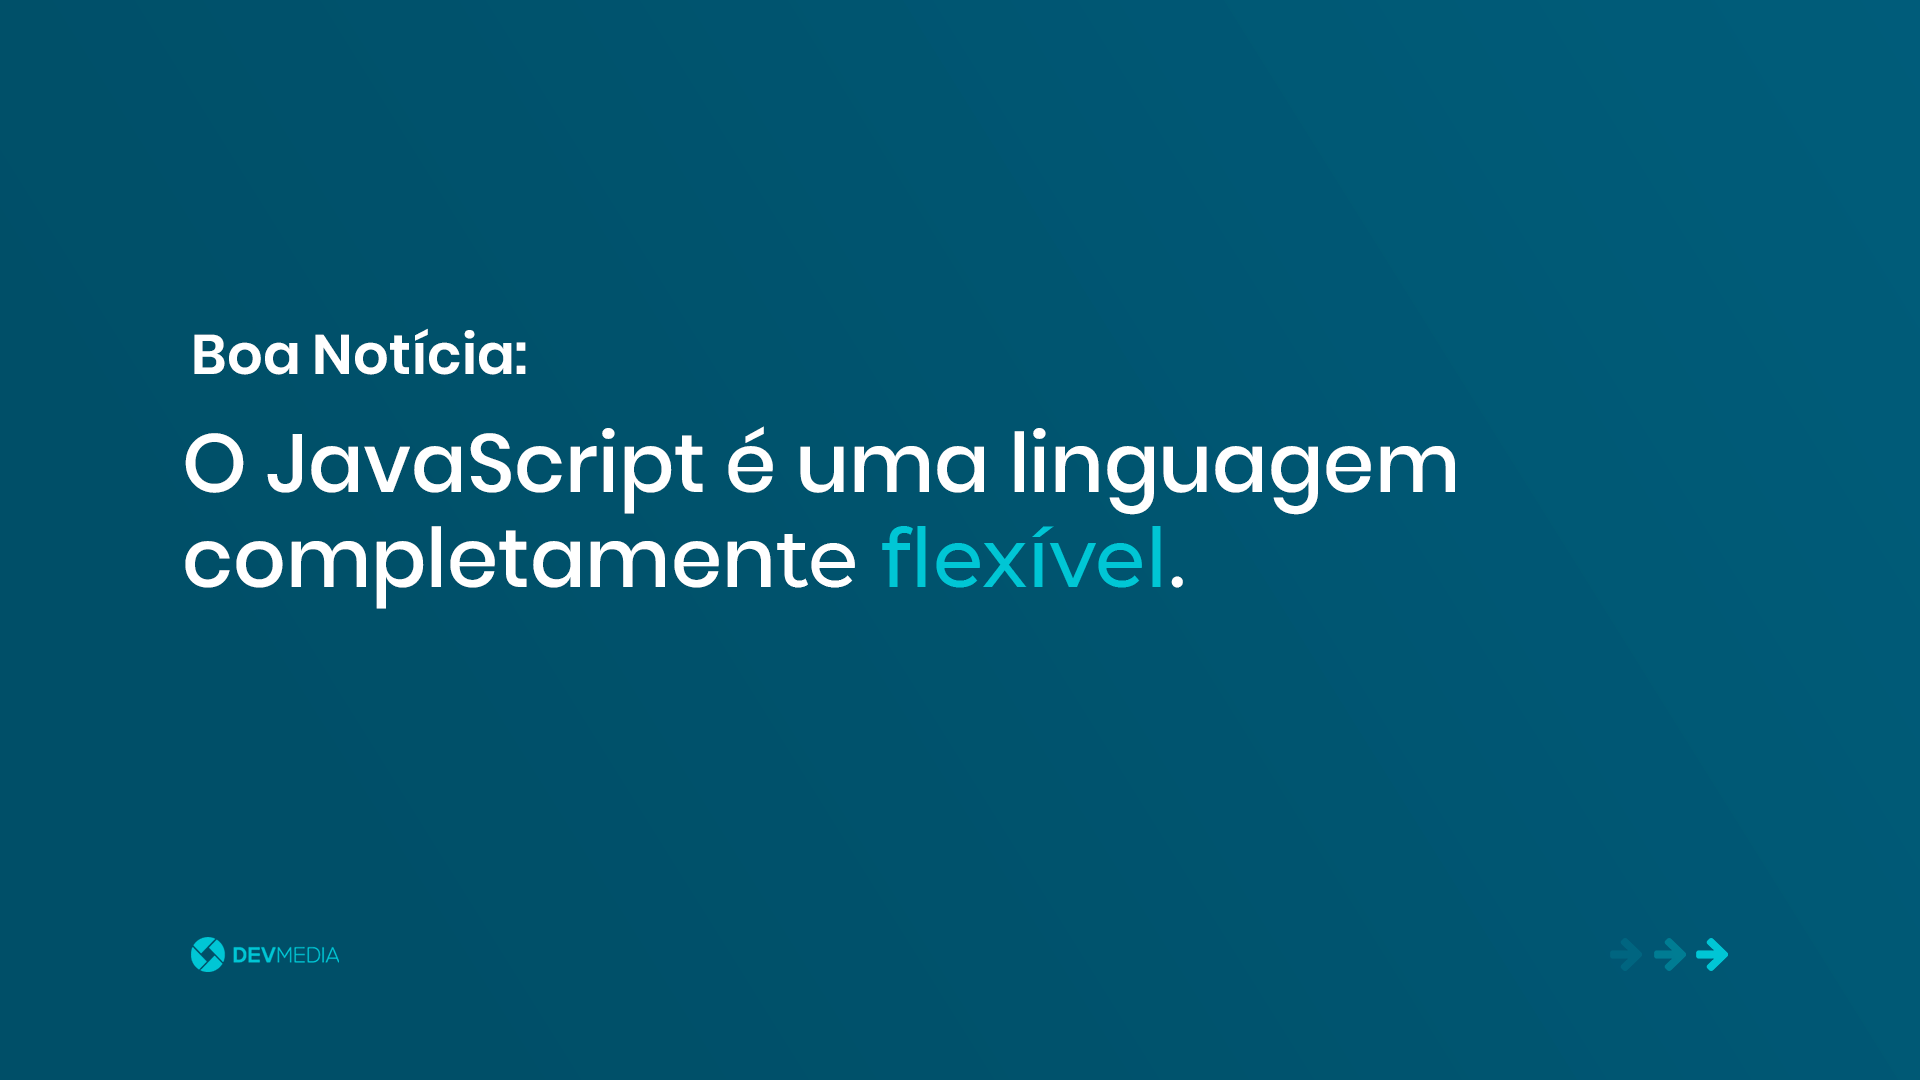 Boa Notícia:
O JavaScript é uma linguagem
completamente flexível.
DEVMEDIA